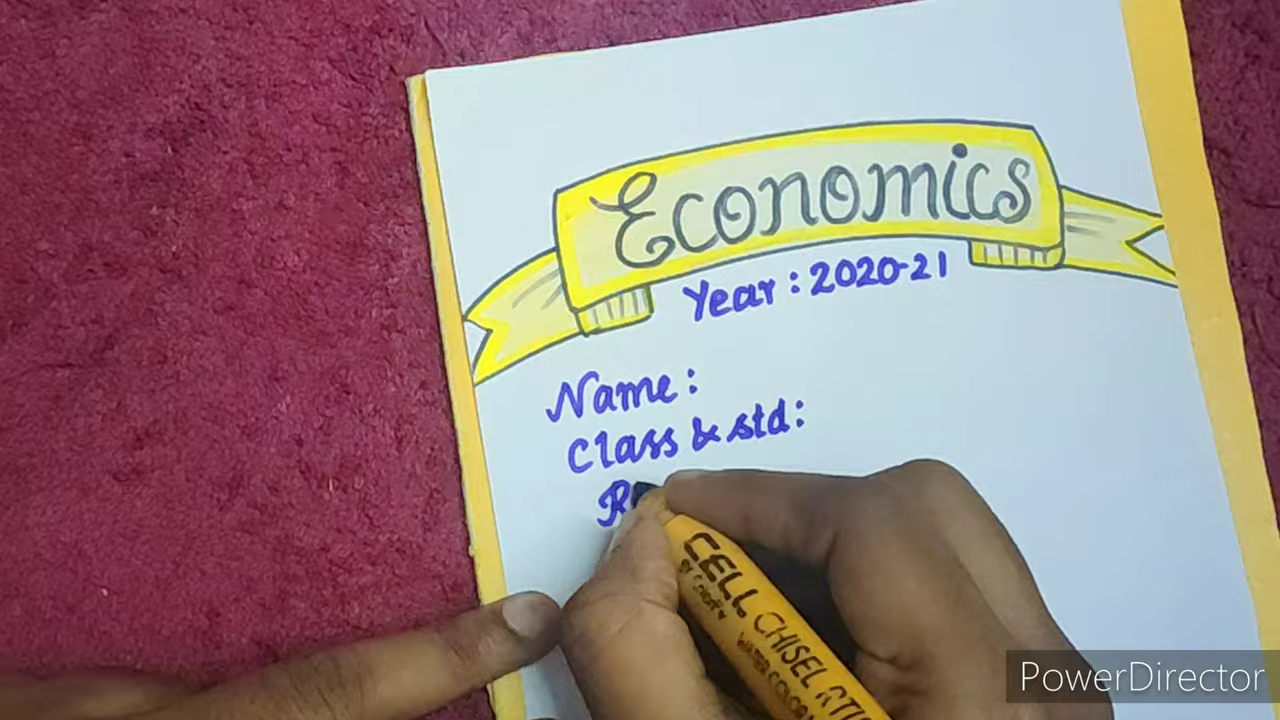 Economics
Year : 2020-21
Name :
Class & std :
R
CELL CHISEL
PowerDirector